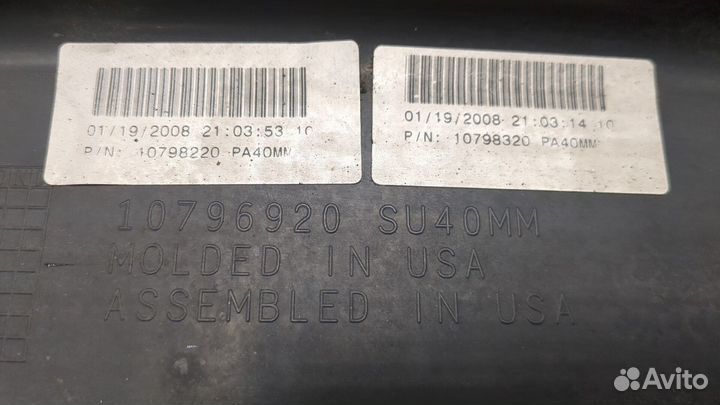 01/19/2008 21:03:53 10
P/N: 10798220 PA40MM
01/19/2008 21:03:14 10
P/N: 10798320 PA40MM
10796920 SU40MM
MOLDED IN USA
ASSEMBLED IN USA
Avito